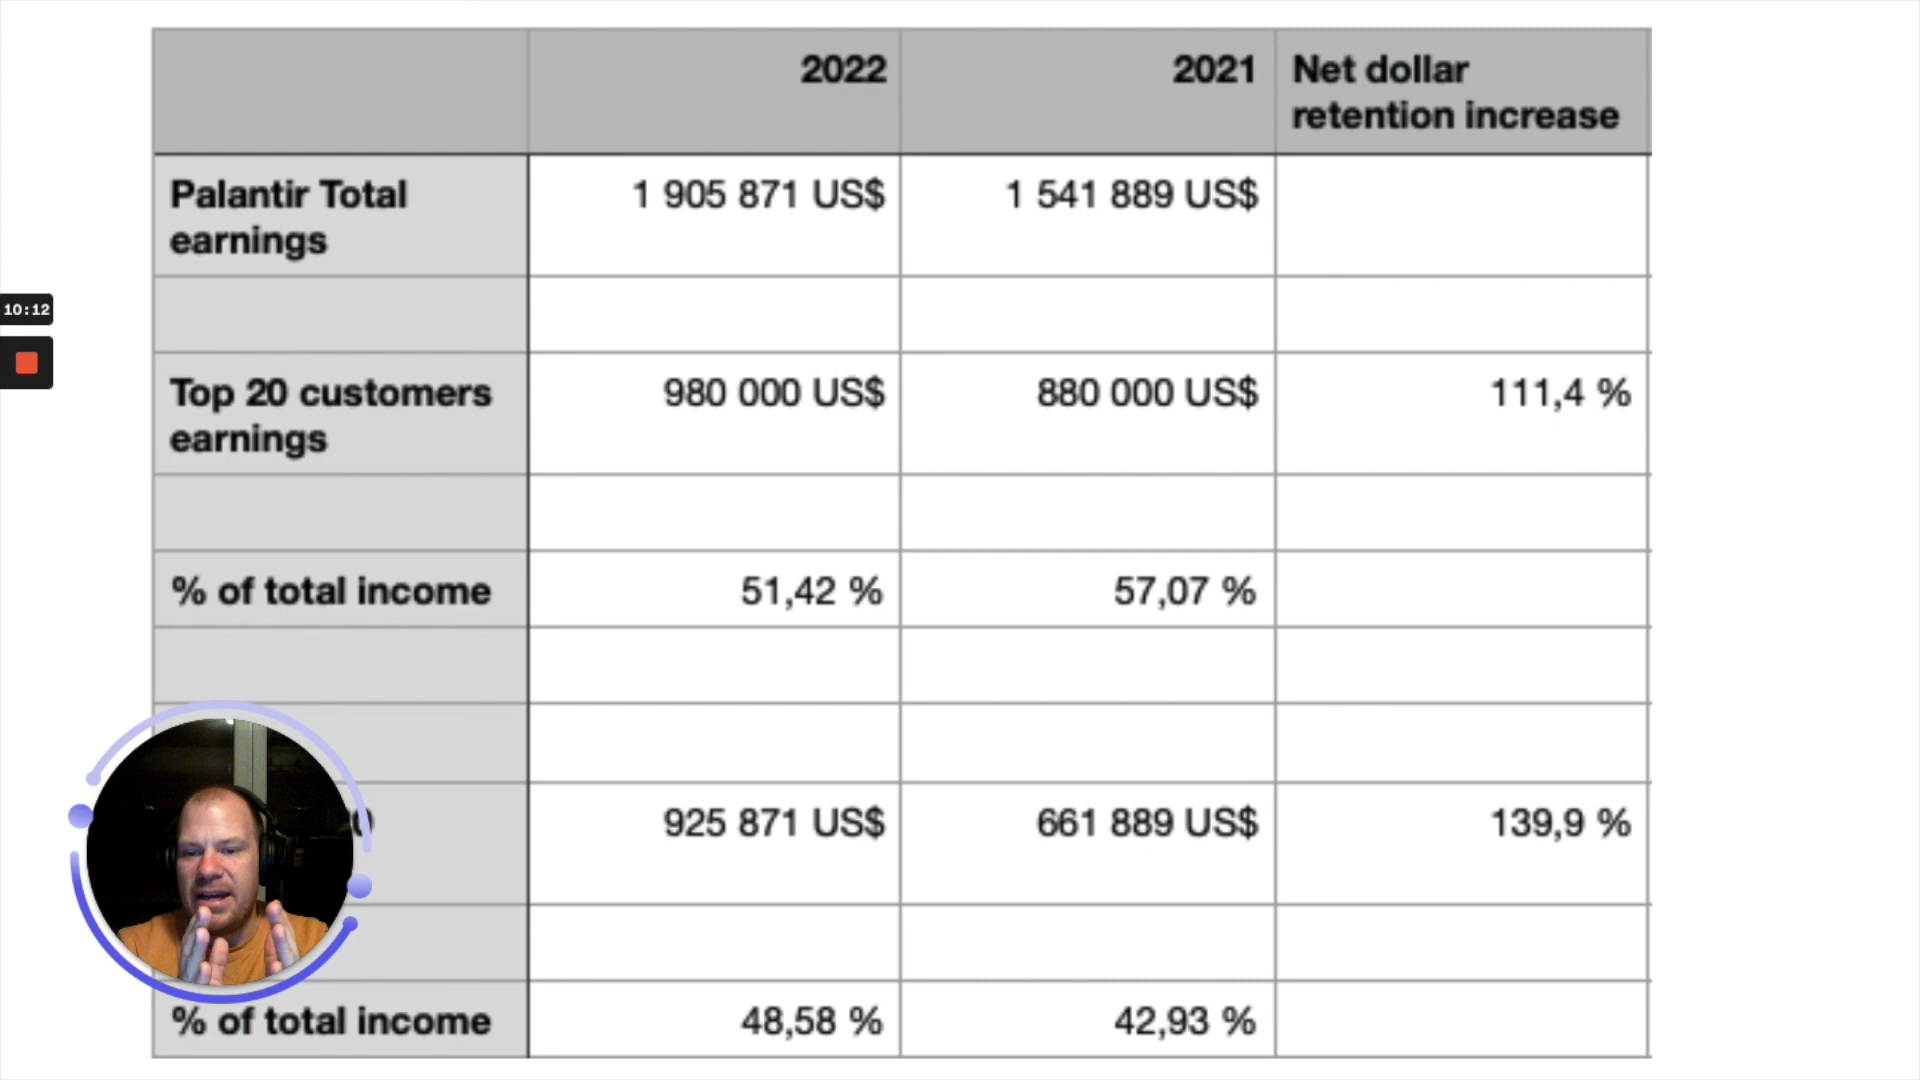 2022 2021 Net dollar
retention increase
Palantir Total
earnings
1 905 871 US$ 1 541 889 US$
10:12
Top 20 customers
earnings
980 000 US$ 880 000 US$ 111,4 %
% of total income 51,42 % 57,07 %
925 871 US$ 661 889 US$ 139,9 %
% of total income 48,58 % 42,93 %